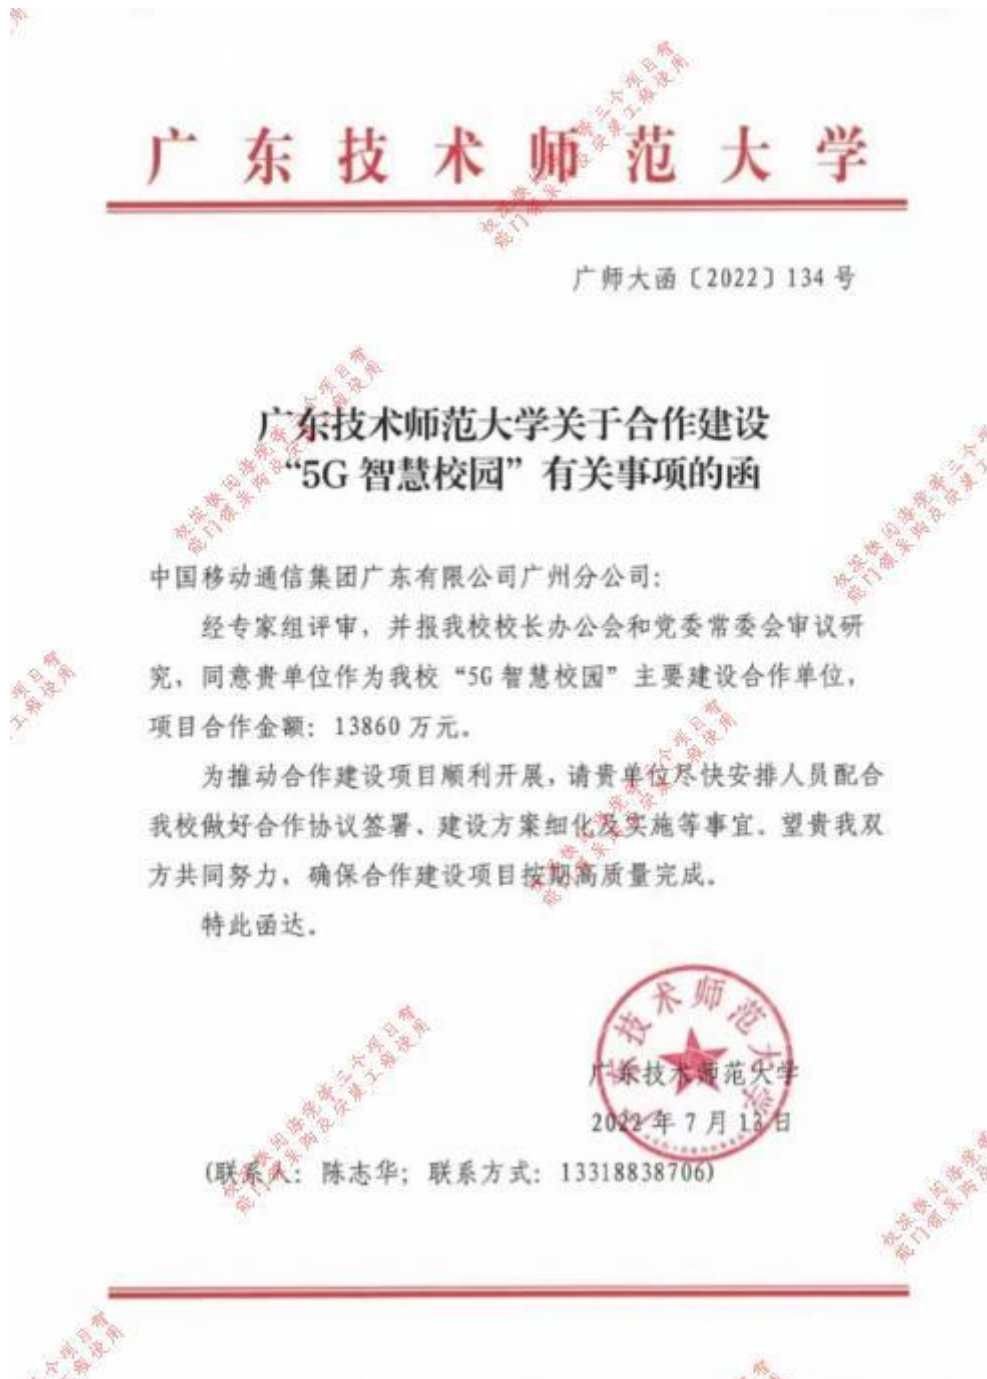 广东技术师范大学
广师大函〔2022〕134 号
广东技术师范大学关于合作建设
“5G 智慧校园”有关事项的函
中国移动通信集团广东有限公司广州分公司：
经专家组评审，并报我校校长办公会和党委常委会审议研
究，同意贵单位作为我校“5G 智慧校园”主要建设合作单位，
项目合作金额：13860 万元。
为推动合作建设项目顺利开展，请贵单位尽快安排人员配合
我校做好合作协议签署、建设方案细化及实施等事宜。望贵我双
方共同努力，确保合作建设项目按期高质量完成。
特此函达。
广东技术师范大学
2022 年 7 月 13 日
(联系人：陈志华；联系方式：13318838706)